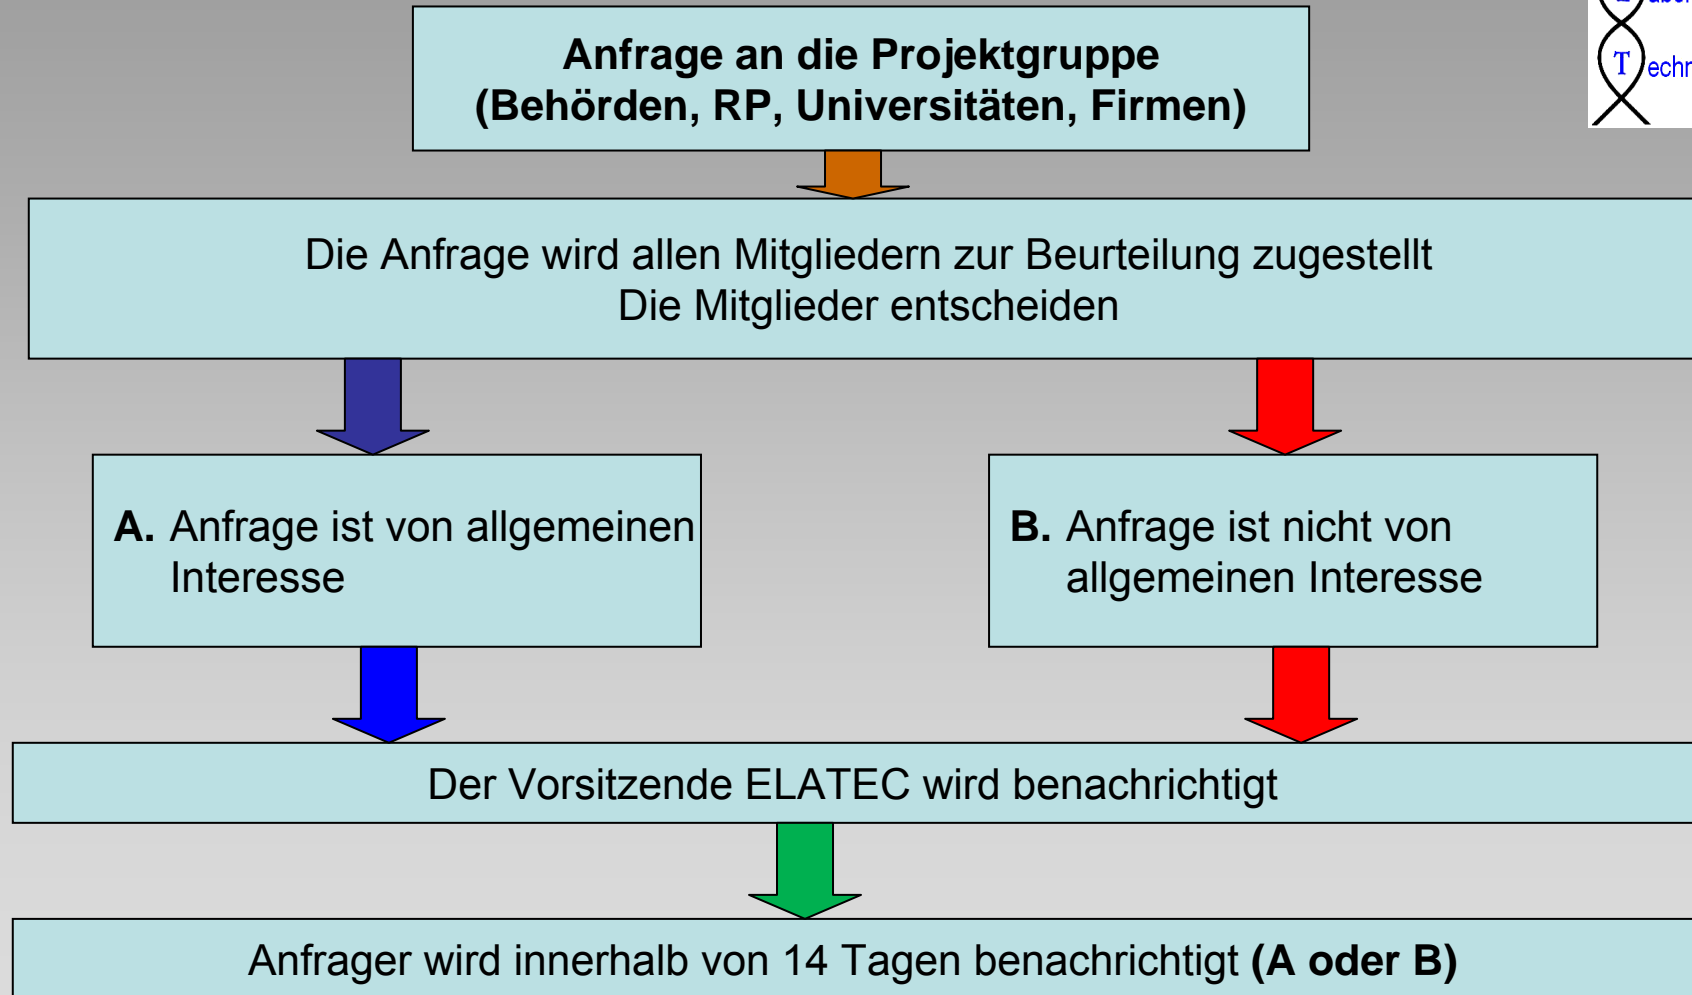 Anfrage an die Projektgruppe
(Behörden, RP, Universitäten, Firmen)
T echn
Die Anfrage wird allen Mitgliedern zur Beurteilung zugestellt
Die Mitglieder entscheiden
A. Anfrage ist von allgemeinen
Interesse
B. Anfrage ist nicht von
allgemeinen Interesse
Der Vorsitzende ELATEC wird benachrichtigt
Anfrager wird innerhalb von 14 Tagen benachrichtigt (A oder B)